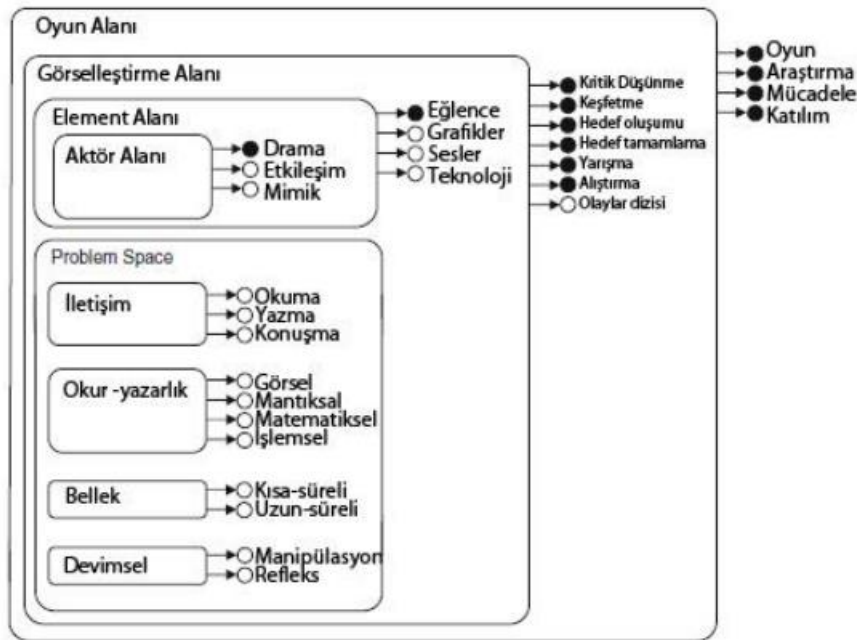 Oyun Alanı
Oyun
Araştırma
Mücadele
Katılım
Görselleştirme Alanı
Kritik Düşünme
Keşfetme
Hedef oluşumu
Hedef tamamlama
Yarışma
Alıştırma
Olaylar dizisi
Element Alanı
Eğlence
Grafikler
Sesler
Teknoloji
Aktör Alanı
Drama
Etkileşim
Mimik
Problem Space
İletişim
Okuma
Yazma
Konuşma
Okur -yazarlık
Görsel
Mantıksal
Matematiksel
İşlemsel
Bellek
Kısa-süreli
Uzun-süreli
Devimsel
Manipülasyon
Refleks